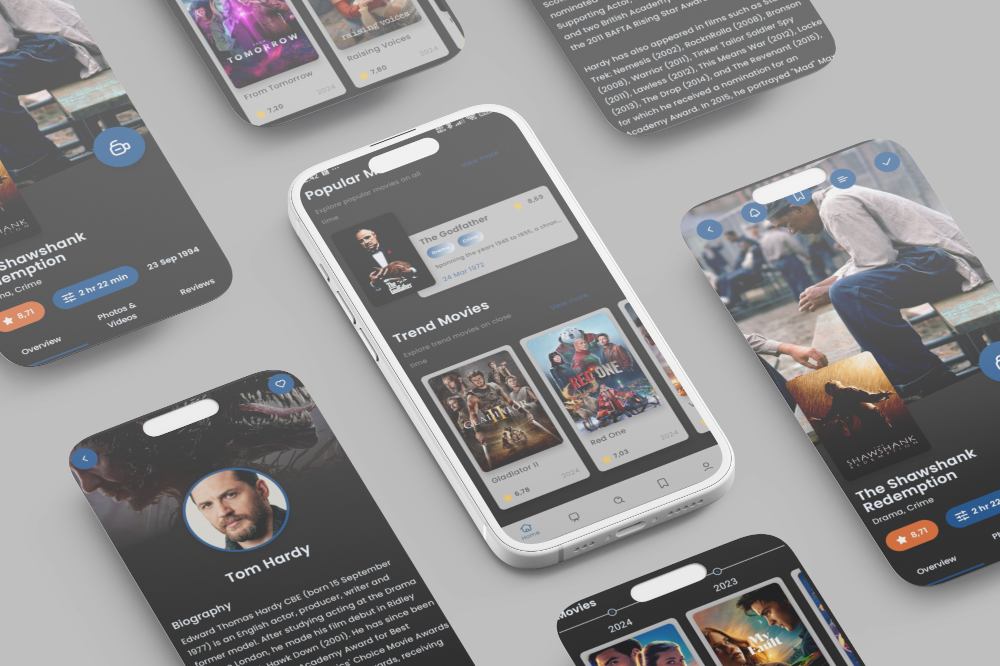 TOMORROW
From Tomorrow
7,20
2024
raising voices
Raising Voices
7,60
2024
Supporting Actor,
and two British Academy
the 2011 BAFTA Rising Star
Hardy has also appeared in films such as
Trek: Nemesis (2002), RocknRolla (2008), Bronson
(2008), Warrior (2011), Tinker Tailor Soldier Spy
(2011), Lawless (2012), This Means War (2012), Locke
(2013), The Drop (2014), and The Revenant (2015),
for which he received a nomination for an
Academy Award. In 2015, he portrayed "Mad"
Shawshank
Crime
8,71
2 hr 22 min
23 Sep 1994
Overview
Photos &
Videos
Reviews
Popular
View more
Explore popular movies on all
time
The Godfather
8,69
Spanning the years 1945 to 1955, a chron...
24 Mar 1972
Trend Movies
View more
Explore trend movies on close
time
GLADIATOR
Gladiator II
6,78
2024
RED ONE
Red One
7,03
2024
Home
SHAWSHANK
The Shawshank
Redemption
Drama, Crime
8,71
2 hr 22
Overview
Tom Hardy
Biography
Edward Thomas Hardy CBE (born 15 September
1977) is an English actor, producer, writer and
former model. After studying acting at the Drama
London, he made his film debut in Ridley
Hawk Down (2001). He has since been
Academy Award for Best
Choice Movie Awards
receiving
Movies
2024
2023
My
Fault